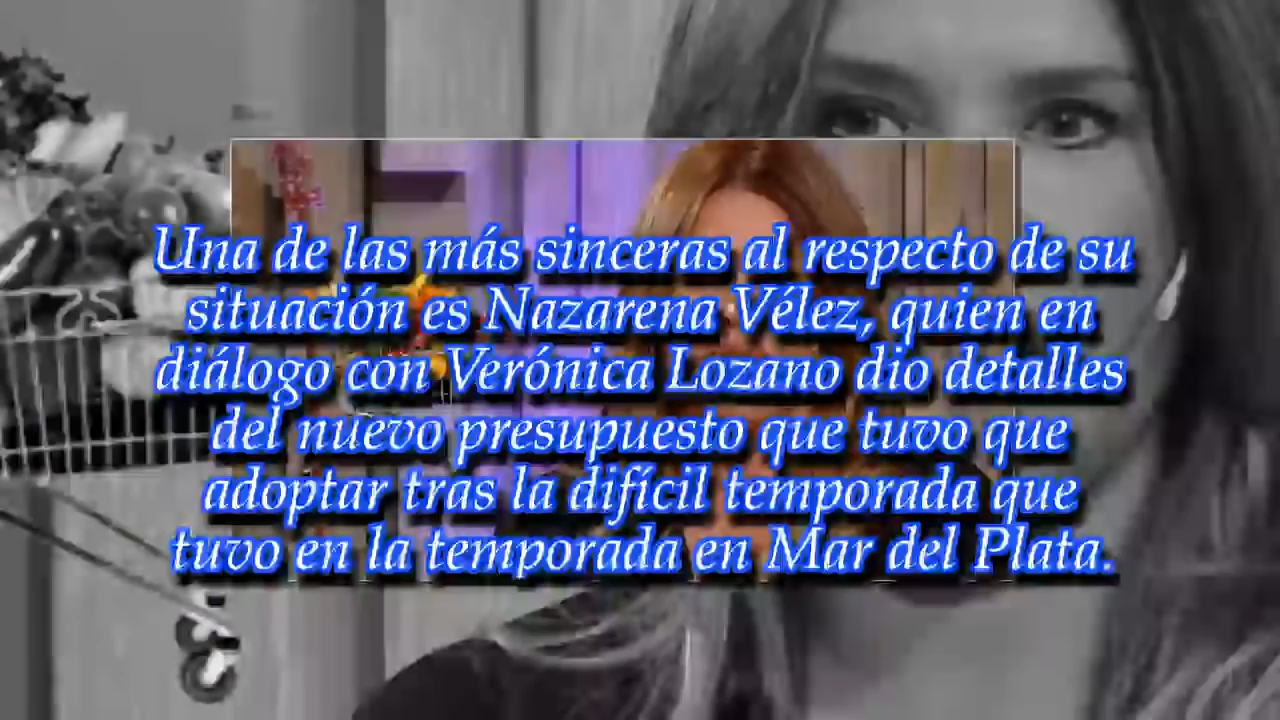 Una de las más sinceras al respecto de su
situación es Nazarena Vélez, quien en
diálogo con Verónica Lozano dio detalles
del nuevo presupuesto que tuvo que
adoptar tras la difícil temporada que
tuvo en la temporada en Mar del Plata.